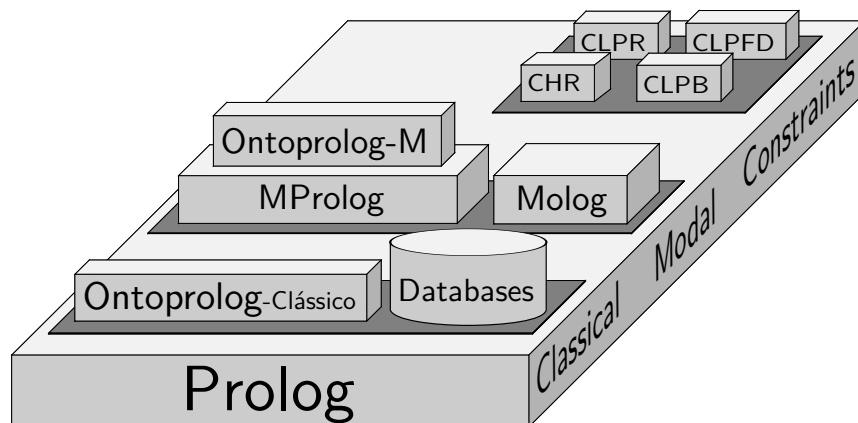 CLPR
CLPFD
CHR
CLPB
Ontoprolog-M
MProlog
Molog
Ontoprolog-Clássico
Databases
Prolog
Classical Modal Constraints